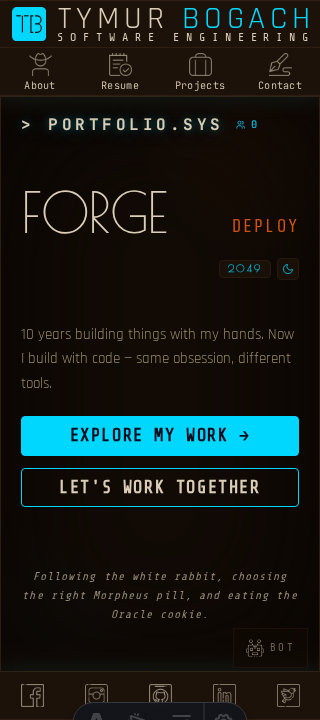 TB
TYMUR BOGACH
SOFTWARE ENGINEERING
About
Resume
Projects
Contact
> PORTFOLIO.SYS
0
FORGE
DEPLOY
2049
10 years building things with my hands. Now
I build with code — same obsession, different
tools.
EXPLORE MY WORK →
LET'S WORK TOGETHER
Following the white rabbit, choosing
the right Morpheus pill, and eating the
Oracle cookie.
BOT